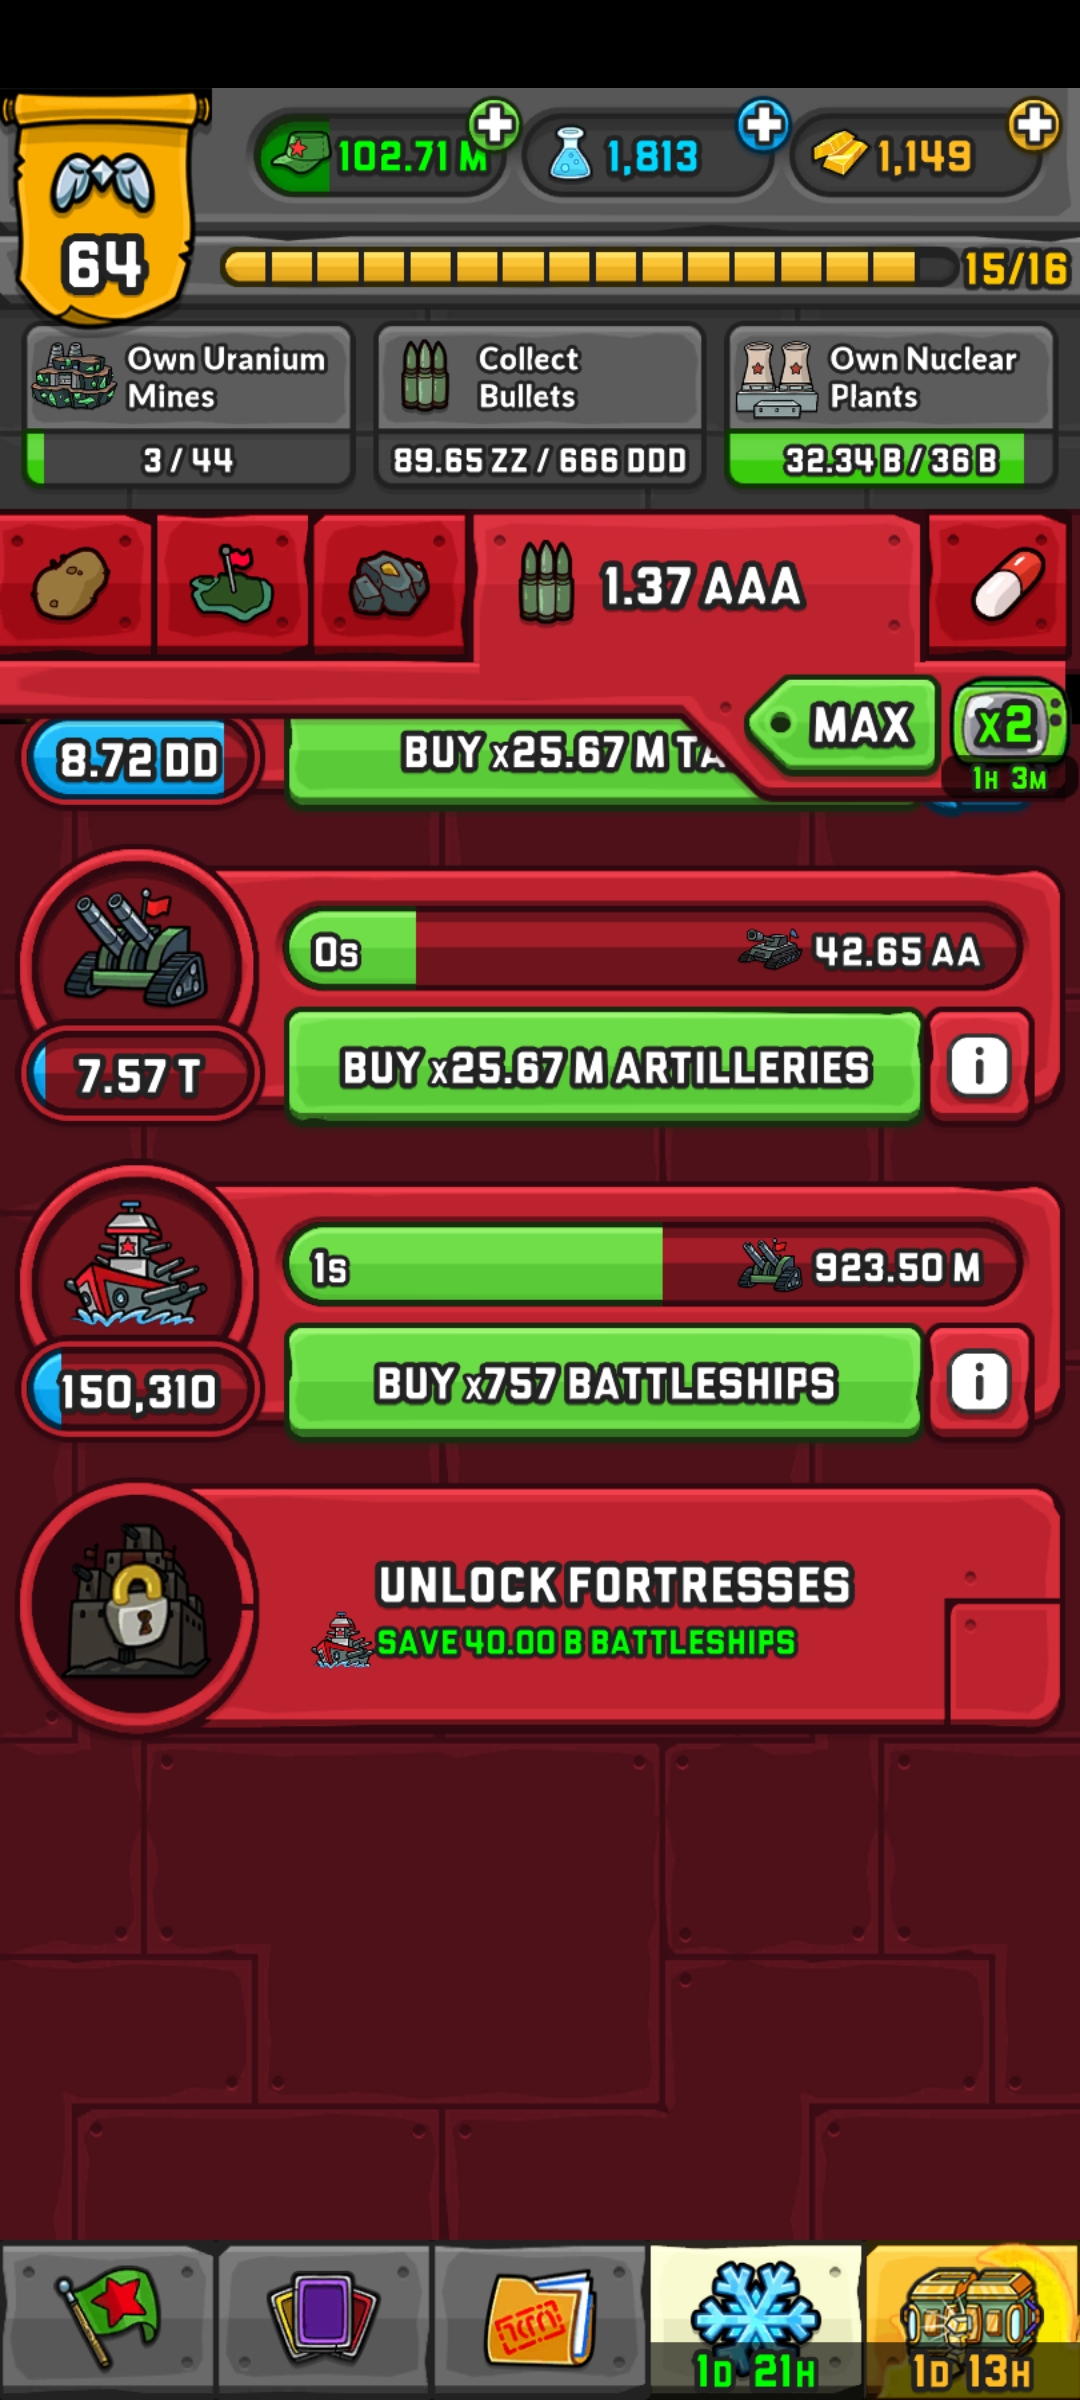 102.71 M
1,813
1,149
64
15/16
Own Uranium
Mines
3 / 44
Collect
Bullets
89.65 ZZ / 666 DDD
Own Nuclear
Plants
32.34 B / 36 B
1.37 AAA
MAX
x2
1H 3M
8.72 DD
BUY x25.67 M TA
0s
42.65 AA
7.57 T
BUY x25.67 M ARTILLERIES
i
1s
923.50 M
150,310
BUY x757 BATTLESHIPS
i
UNLOCK FORTRESSES
SAVE 40.00 B BATTLESHIPS
1D 21H
1D 13H